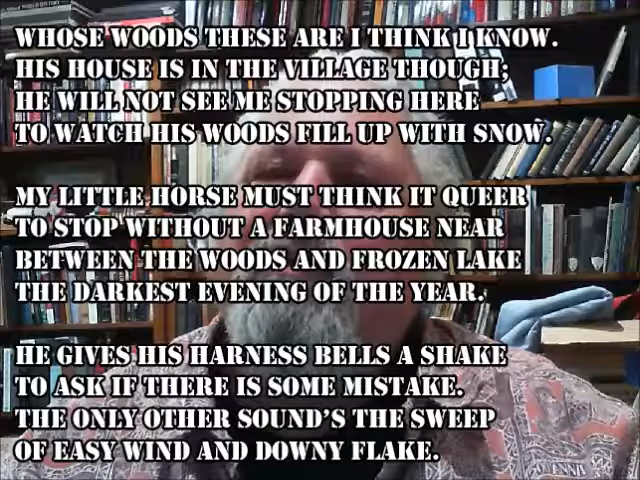 WHOSE WOODS THESE ARE I THINK I KNOW.
HIS HOUSE IS IN THE VILLAGE THOUGH;
HE WILL NOT SEE ME STOPPING HERE
TO WATCH HIS WOODS FILL UP WITH SNOW.
MY LITTLE HORSE MUST THINK IT QUEER
TO STOP WITHOUT A FARMHOUSE NEAR
BETWEEN THE WOODS AND FROZEN LAKE
THE DARKEST EVENING OF THE YEAR.
HE GIVES HIS HARNESS BELLS A SHAKE
TO ASK IF THERE IS SOME MISTAKE.
THE ONLY OTHER SOUND'S THE SWEEP
OF EASY WIND AND DOWNY FLAKE.